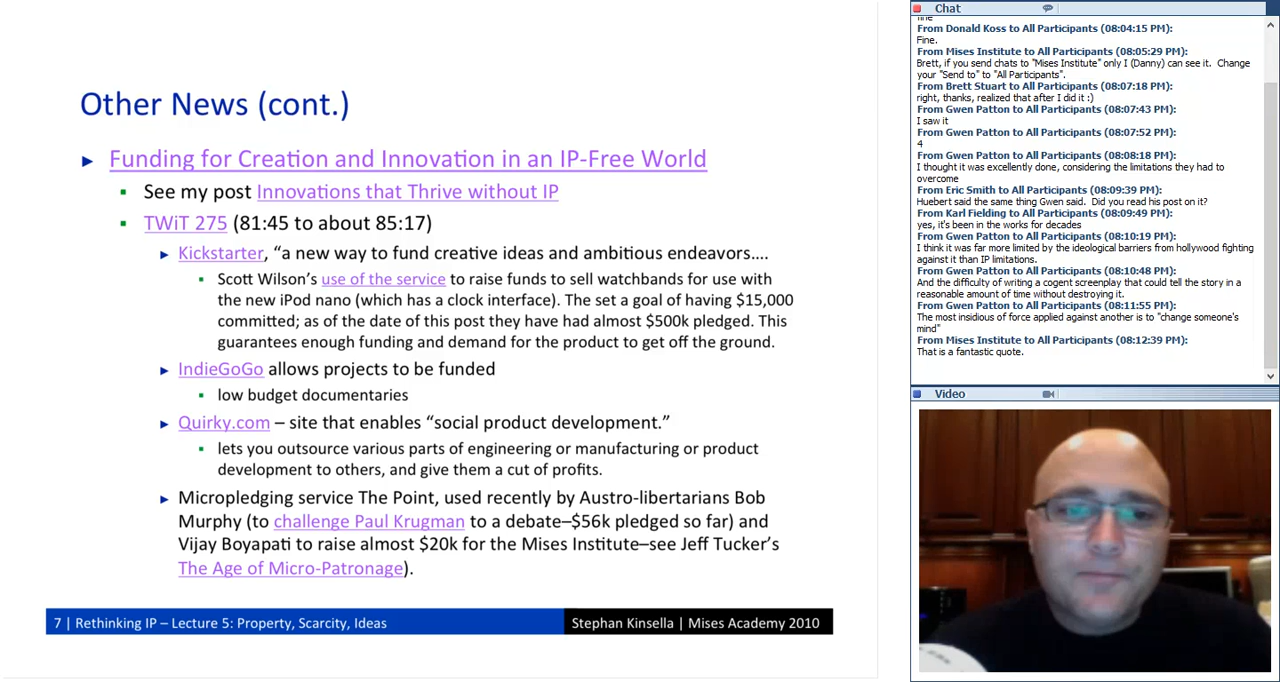 Other News (cont.)
► Funding for Creation and Innovation in an IP-Free World
▪ See my post Innovations that Thrive without IP
▪ TWiT 275 (81:45 to about 85:17)
► Kickstarter, “a new way to fund creative ideas and ambitious endeavors….
▪ Scott Wilson’s use of the service to raise funds to sell watchbands for use with
the new iPod nano (which has a clock interface). The set a goal of having $15,000
committed; as of the date of this post they have had almost $500k pledged. This
guarantees enough funding and demand for the product to get off the ground.
► IndieGoGo allows projects to be funded
▪ low budget documentaries
► Quirky.com – site that enables “social product development.”
▪ lets you outsource various parts of engineering or manufacturing or product
development to others, and give them a cut of profits.
► Micropledging service The Point, used recently by Austro-libertarians Bob
Murphy (to challenge Paul Krugman to a debate–$56k pledged so far) and
Vijay Boyapati to raise almost $20k for the Mises Institute–see Jeff Tucker’s
The Age of Micro-Patronage).
7 | Rethinking IP – Lecture 5: Property, Scarcity, Ideas
Stephan Kinsella | Mises Academy 2010
Chat
fine
From Donald Koss to All Participants (08:04:15 PM):
Fine.
From Mises Institute to All Participants (08:05:29 PM):
Brett, if you send chats to "Mises Institute" only I (Danny) can see it. Change
your "Send to" to "All Participants".
From Brett Stuart to All Participants (08:07:18 PM):
right, thanks, realized that after I did it :)
From Gwen Patton to All Participants (08:07:43 PM):
I saw it
From Gwen Patton to All Participants (08:07:52 PM):
4
From Gwen Patton to All Participants (08:08:18 PM):
I thought it was excellently done, considering the limitations they had to
overcome
From Eric Smith to All Participants (08:09:39 PM):
Huebert said the same thing Gwen said. Did you read his post on it?
From Karl Fielding to All Participants (08:09:49 PM):
yes, it's been in the works for decades
From Gwen Patton to All Participants (08:10:19 PM):
I think it was far more limited by the ideological barriers from hollywood fighting
against it than IP limitations.
From Gwen Patton to All Participants (08:10:48 PM):
And the difficulty of writing a cogent screenplay that could tell the story in a
reasonable amount of time without destroying it.
From Gwen Patton to All Participants (08:11:55 PM):
The most insidious of force applied against another is to "change someone's
mind"
From Mises Institute to All Participants (08:12:39 PM):
That is a fantastic quote.
Video